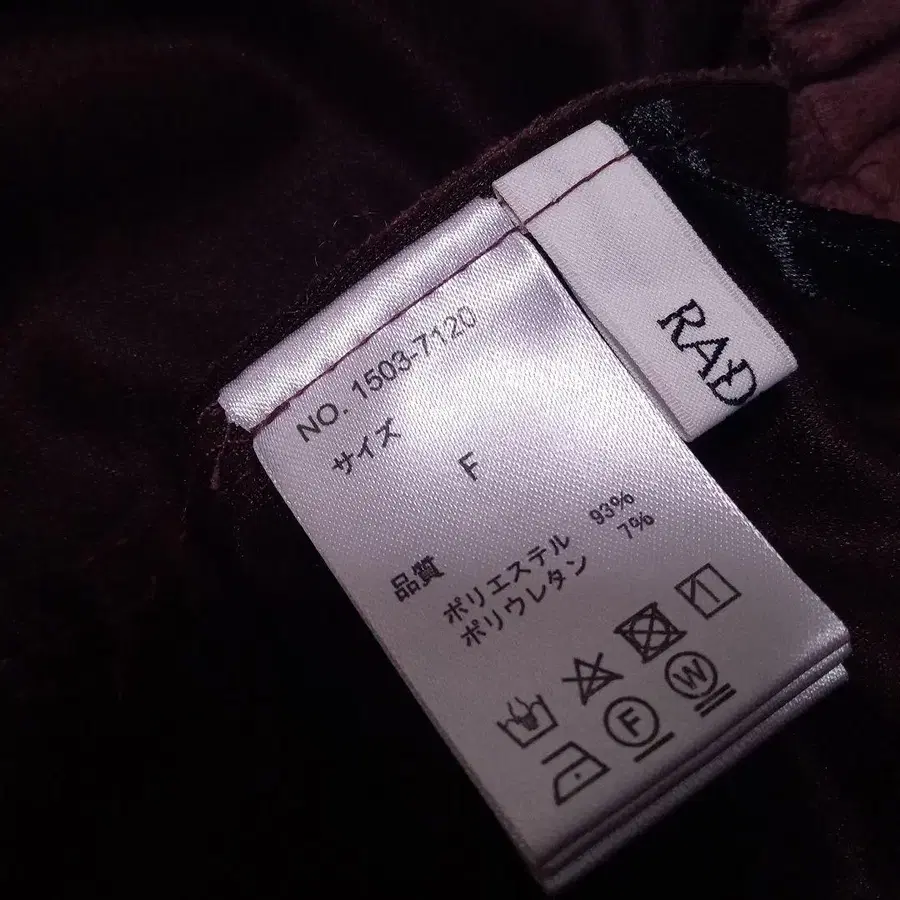 NO. 1503-7120
サイズ
F
品質
ポリエステル 93%
ポリウレタン 7%
F
W
RAD